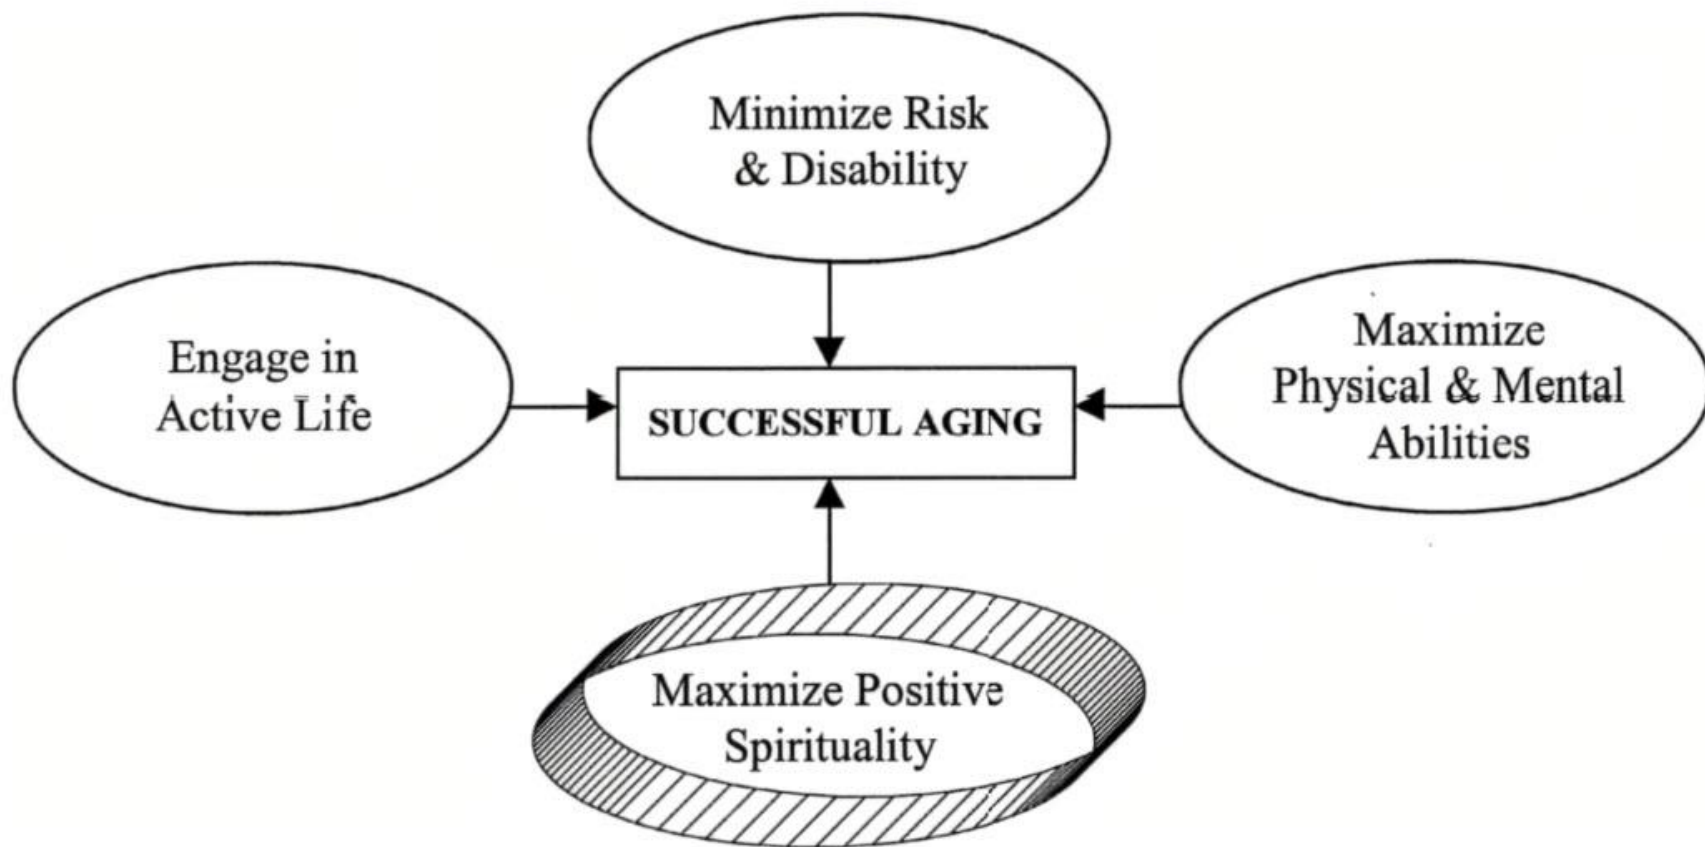 Minimize Risk
& Disability
Engage in
Active Life
Maximize
Physical & Mental
Abilities
SUCCESSFUL AGING
Maximize Positive
Spirituality